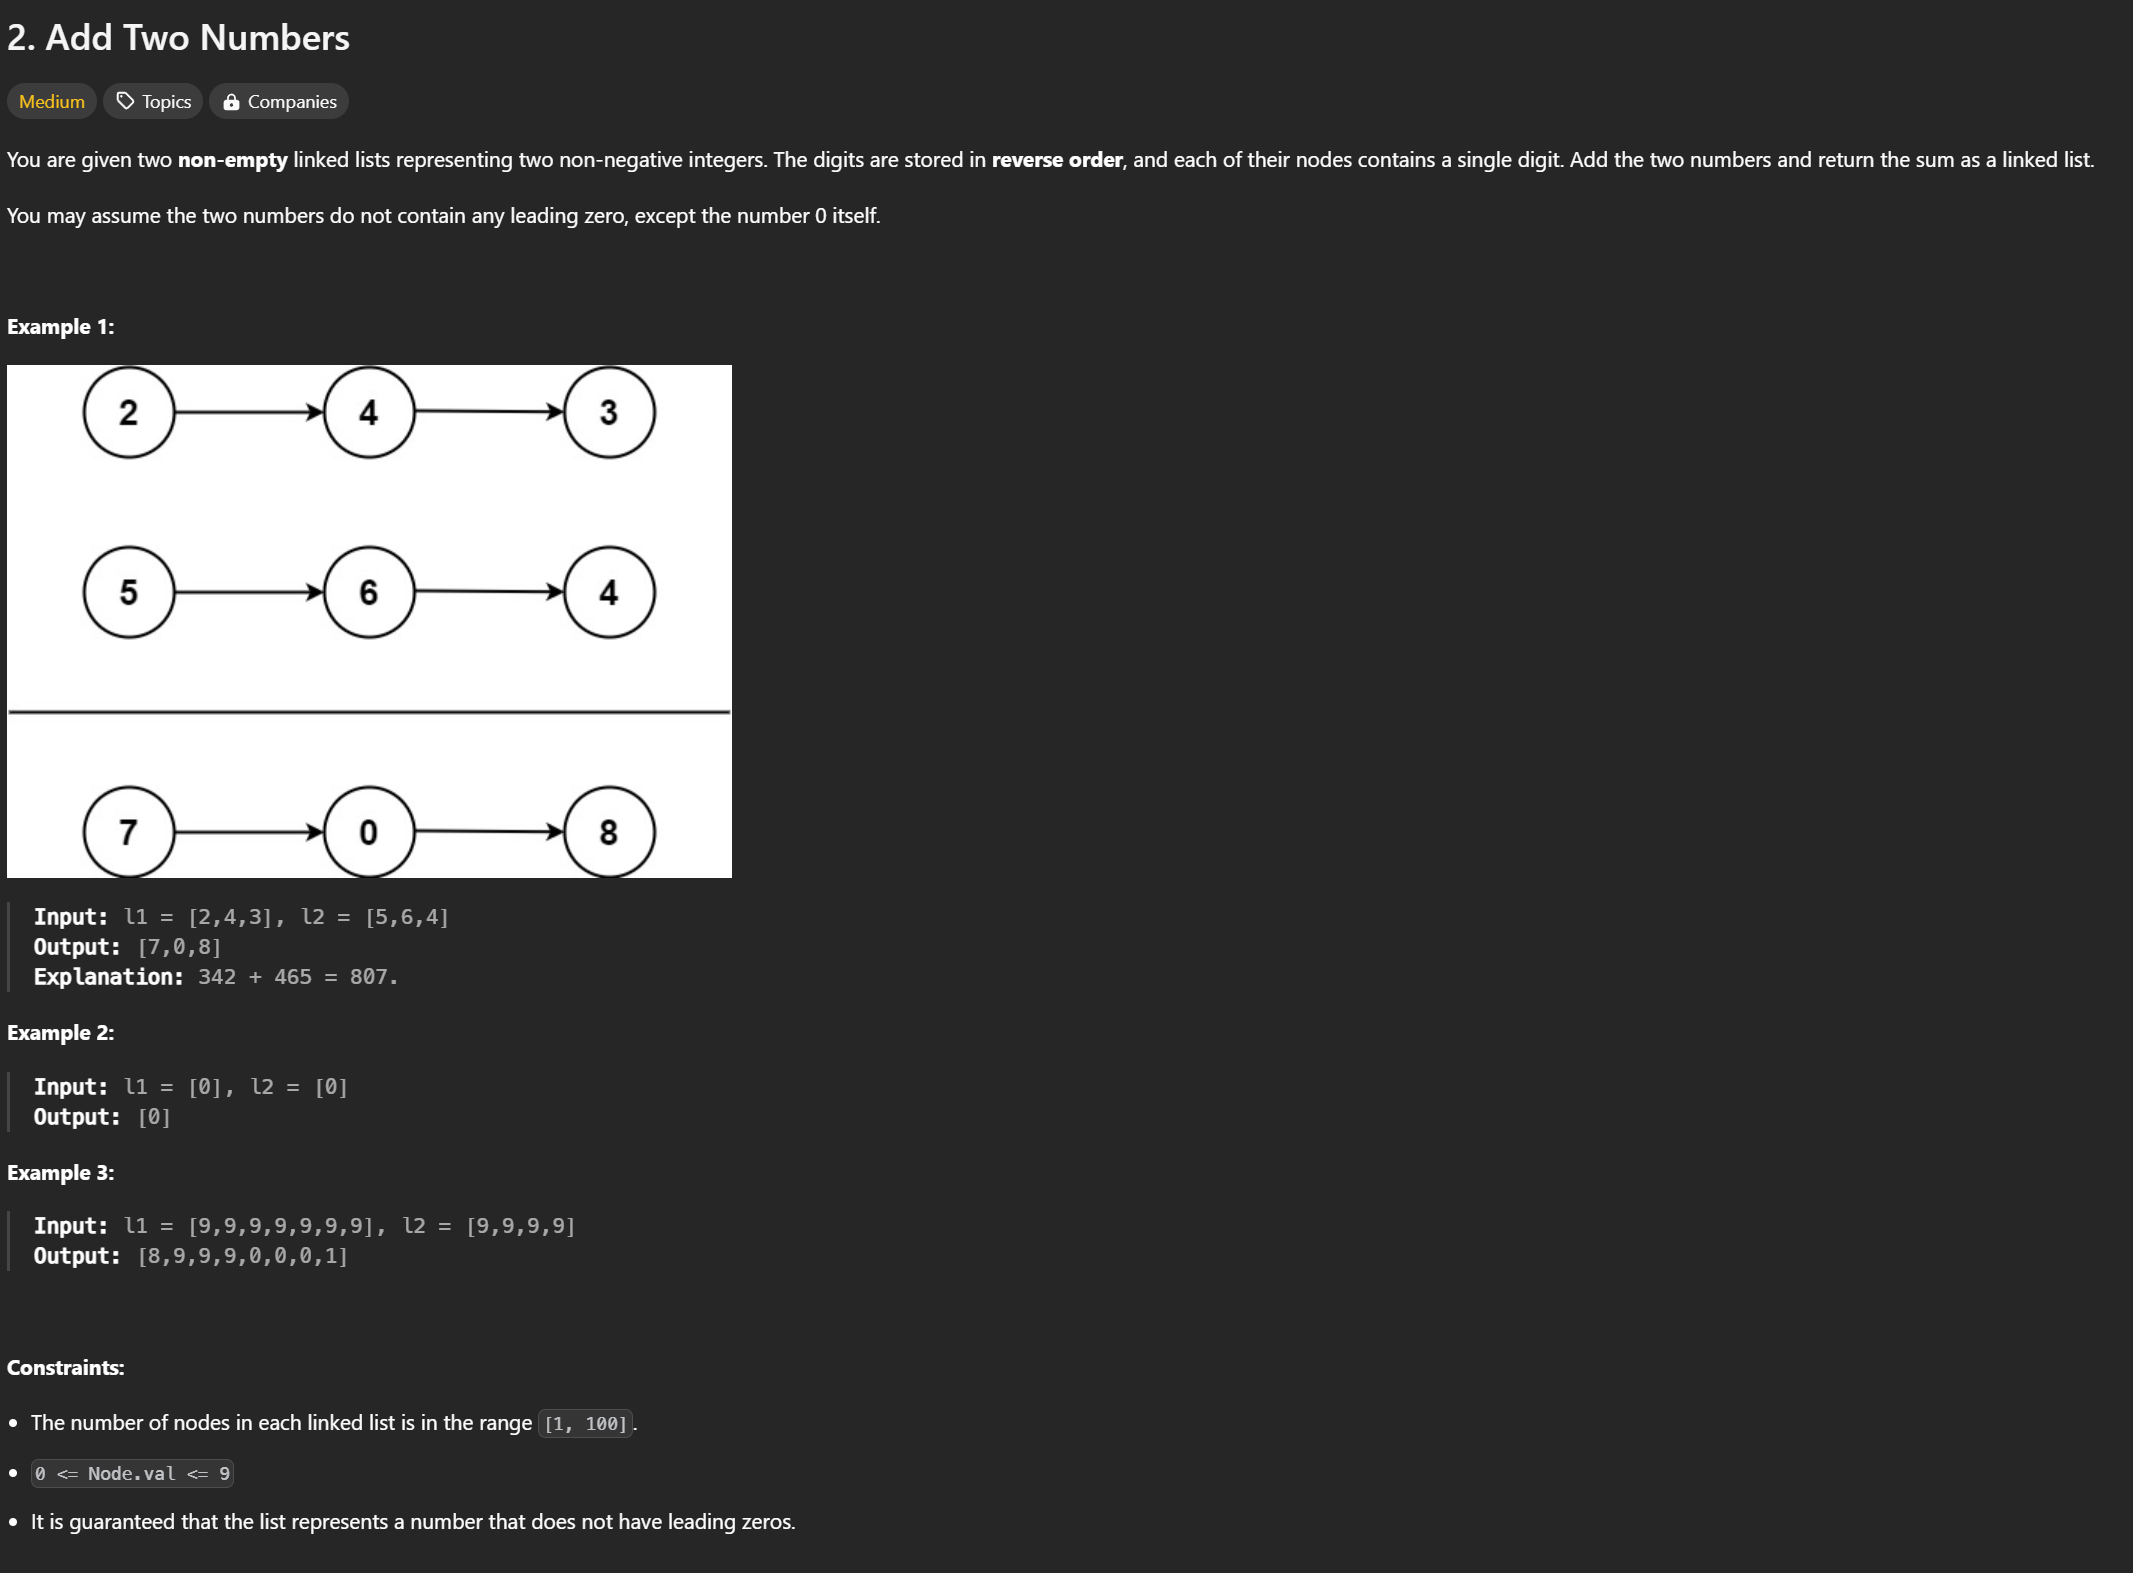 2. Add Two Numbers
Medium Topics Companies
You are given two non-empty linked lists representing two non-negative integers. The digits are stored in reverse order, and each of their nodes contains a single digit. Add the two numbers and return the sum as a linked list.
You may assume the two numbers do not contain any leading zero, except the number 0 itself.
Example 1:
2 4 3
5 6 4
7 0 8
Input: l1 = [2,4,3], l2 = [5,6,4]
Output: [7,0,8]
Explanation: 342 + 465 = 807.
Example 2:
Input: l1 = [0], l2 = [0]
Output: [0]
Example 3:
Input: l1 = [9,9,9,9,9,9,9], l2 = [9,9,9,9]
Output: [8,9,9,9,0,0,0,1]
Constraints:
• The number of nodes in each linked list is in the range [1, 100].
• 0 <= Node.val <= 9
• It is guaranteed that the list represents a number that does not have leading zeros.